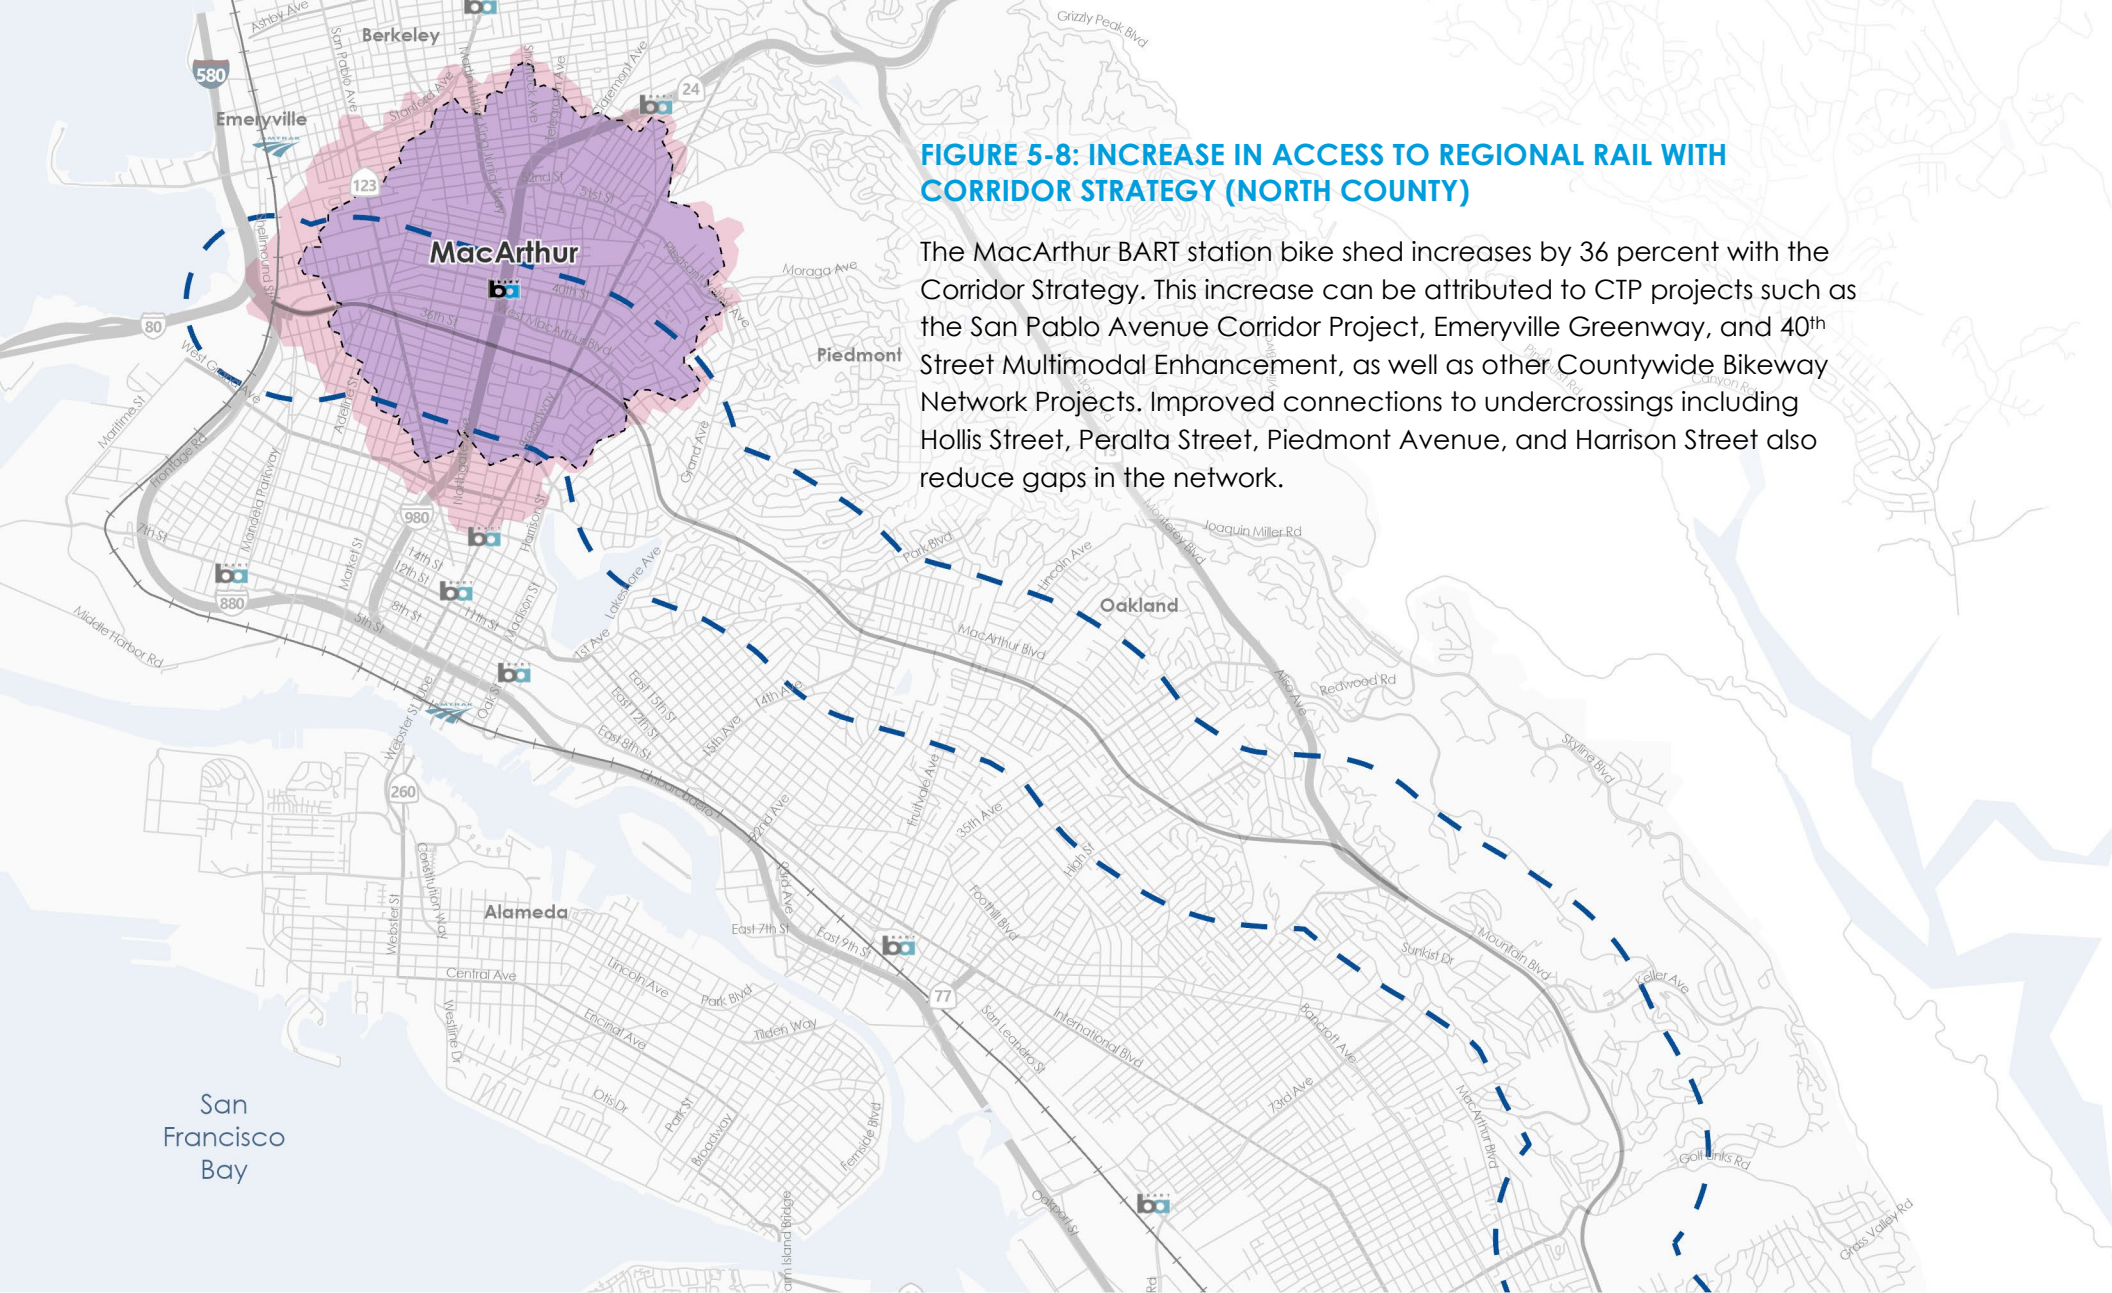 Ashby Ave
Berkeley
Grizzly Peak Blvd
San Pablo Ave
Claremont Ave
580
24
Stanford Ave
Emeryville
AMTRAK
FIGURE 5-8: INCREASE IN ACCESS TO REGIONAL RAIL WITH
CORRIDOR STRATEGY (NORTH COUNTY)
123
51st St
The MacArthur BART station bike shed increases by 36 percent with the
Corridor Strategy. This increase can be attributed to CTP projects such as
the San Pablo Avenue Corridor Project, Emeryville Greenway, and 40th
Street Multimodal Enhancement, as well as other Countywide Bikeway
Network Projects. Improved connections to undercrossings including
Hollis Street, Peralta Street, Piedmont Avenue, and Harrison Street also
reduce gaps in the network.
MacArthur
BART
ba
Moraga Ave
40th St
36th St
West MacArthur Blvd
80
Piedmont
West Grand Ave
Canyon Rd
Maritime St
Adeline St
Broadway
Frontage Rd
Grand Ave
Mandela Parkway
Harrison St
980
7th St
Market St
14th St
12th St
Monterey Blvd
Joaquin Miller Rd
Park Blvd
Lincoln Ave
Lakeshore Ave
880
8th St
11th St
Madison St
5th St
Oakland
Middle Harbor Rd
1st Ave
MacArthur Blvd
Oak St
AMTRAK
East 15th St
East 12th St
14th Ave
15th Ave
East 8th St
Redwood Rd
Webster St Tube
Embarcadero
Skyline Blvd
260
Fruitvale Ave
35th Ave
22nd Ave
High St
Constitution Way
Webster St
Alameda
Foothill Blvd
East 7th St
East 9th St
Sunkist Dr
Mountain Blvd
Keller Ave
Central Ave
Lincoln Ave
Park Blvd
77
Westline Dr
Encinal Ave
Tilden Way
San Leandro St
International Blvd
Bancroft Ave
Otis Dr
Park St
Broadway
Fernside Blvd
73rd Ave
MacArthur Blvd
San
Francisco
Bay
Golf Links Rd
Oakport St
Grass Valley Rd
Rd